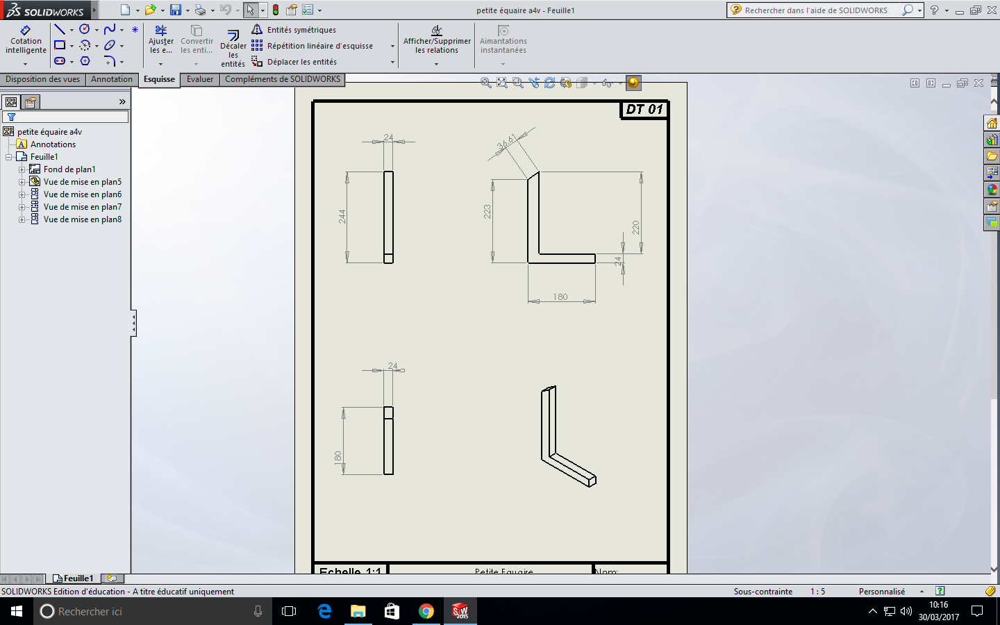 SOLIDWORKS
petite équaire a4v - Feuille1
Rechercher dans l'aide de SOLIDWORKS
Cotation intelligente
Ajuster les e...
Convertir les enti...
Décaler les entités
Entités symétriques
Répétition linéaire d'esquisse
Déplacer les entités
Afficher/Supprimer les relations
Aimantations instantanées
Disposition des vues
Annotation
Esquisse
Evaluer
Compléments de SOLIDWORKS
petite équaire a4v
Annotations
Feuille1
Fond de plan1
Vue de mise en plan5
Vue de mise en plan6
Vue de mise en plan7
Vue de mise en plan8
DT 01
24
244
36.61
223
220
24
180
24
180
Echelle 1:1
Petite Equaire
Nom:
Feuille1
SOLIDWORKS Edition d'éducation - A titre éducatif uniquement
Sous-contrainte
1 : 5
Personnalisé
Rechercher ici
SW 2015
10:16
30/03/2017